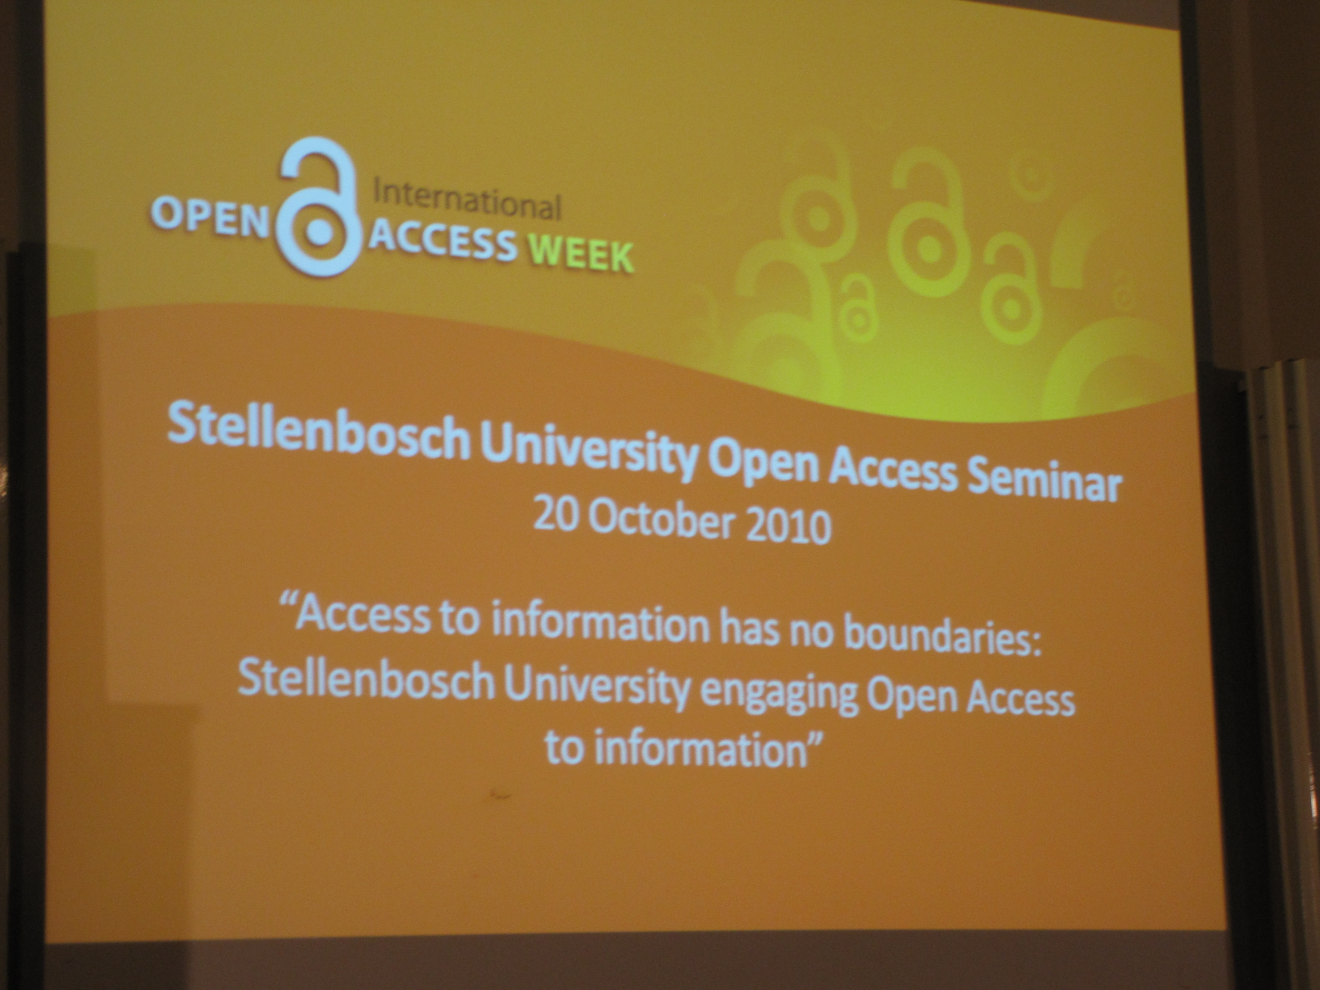 International
OPEN ACCESS WEEK
Stellenbosch University Open Access Seminar
20 October 2010
“Access to information has no boundaries:
Stellenbosch University engaging Open Access
to information”